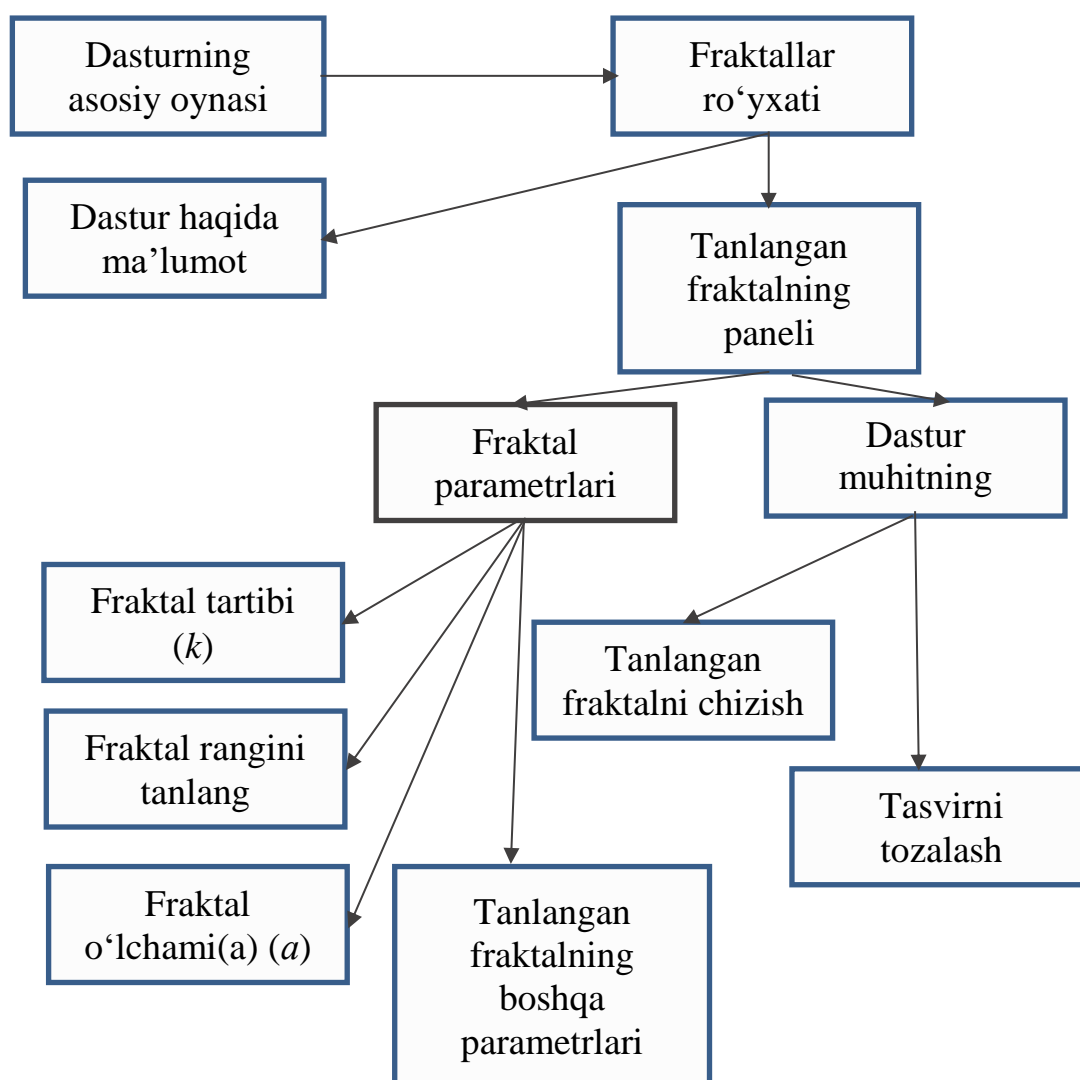 Dasturning
asosiy oynasi
Fraktallar
ro‘yxati
Dastur haqida
ma’lumot
Tanlangan
fraktalning
paneli
Fraktal
parametrlari
Dastur
muhitning
Fraktal tartibi
(k)
Tanlangan
fraktalni chizish
Fraktal rangini
tanlang
Tasvirni
tozalash
Fraktal
o‘lchami(a) (a)
Tanlangan
fraktalning
boshqa
parametrlari